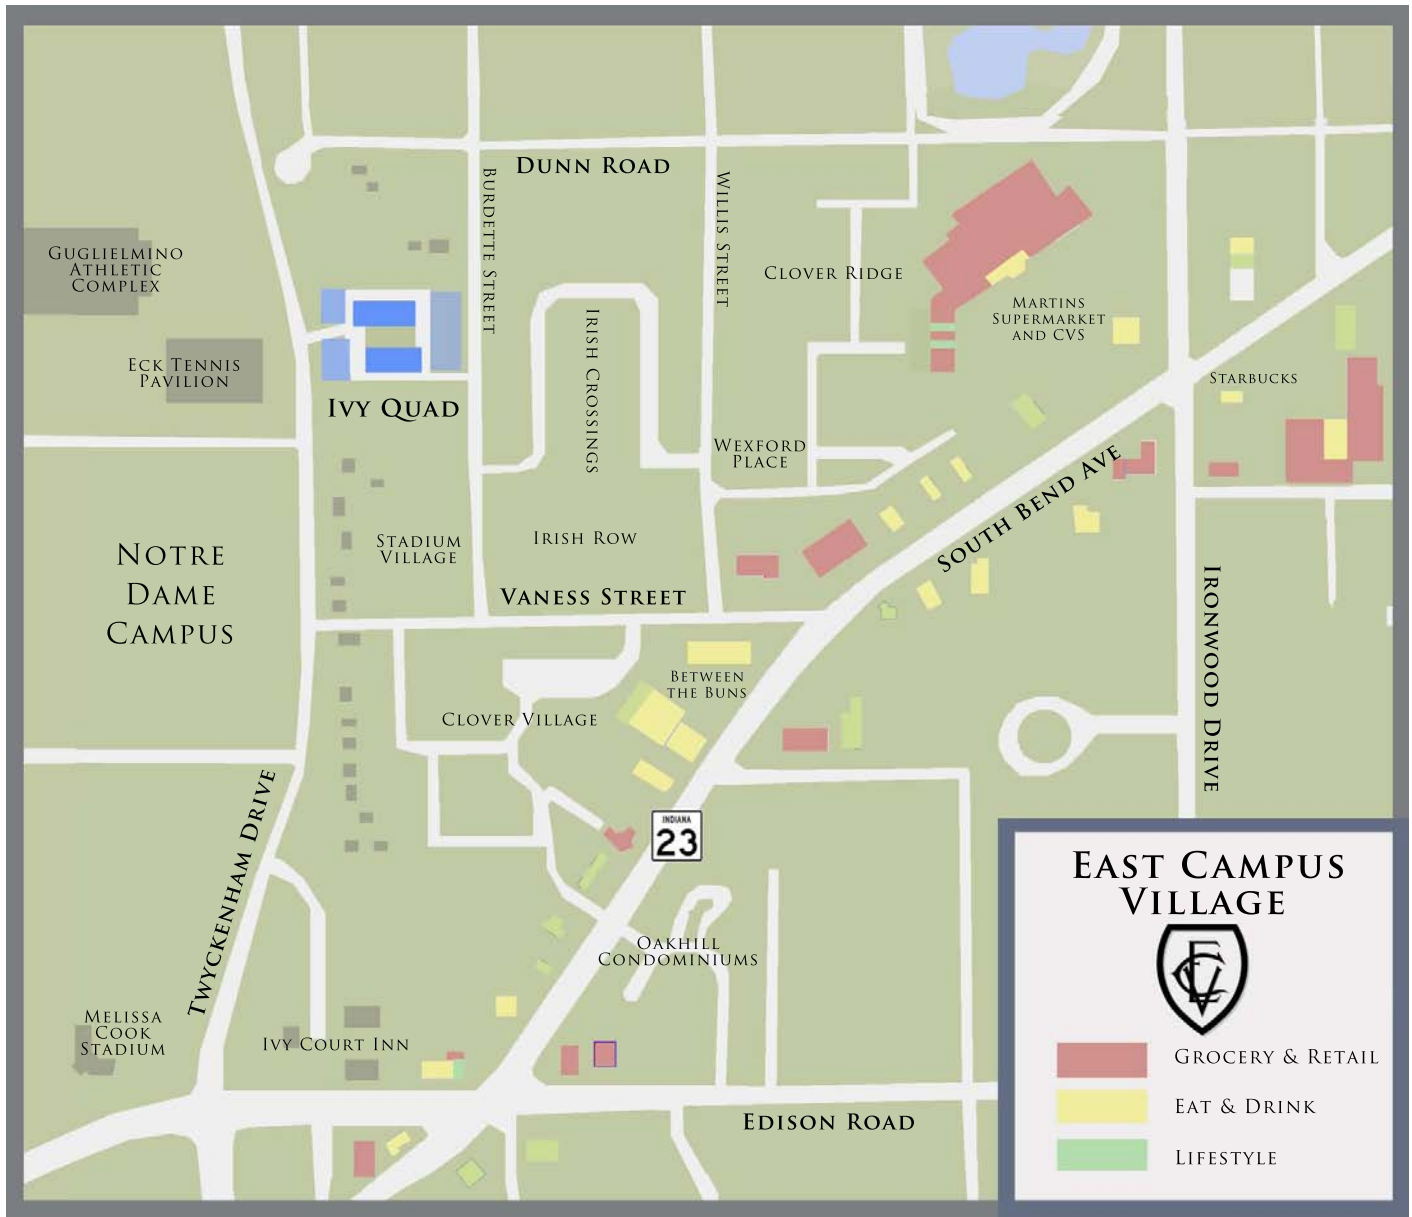 Dunn Road
Burdette Street
Willis Street
Guglielmino
Athletic
Complex
Clover Ridge
Martins
Supermarket
and CVS
Eck Tennis
Pavilion
Irish Crossings
Starbucks
Ivy Quad
Wexford
Place
South Bend Ave
Notre
Dame
Campus
Stadium
Village
Irish Row
Vaness Street
Ironwood Drive
Between
the Buns
Clover Village
Twyckenham Drive
INDIANA
23
East Campus
Village
ECV
Grocery & Retail
Eat & Drink
Lifestyle
Oakhill
Condominiums
Melissa
Cook
Stadium
Ivy Court Inn
Edison Road